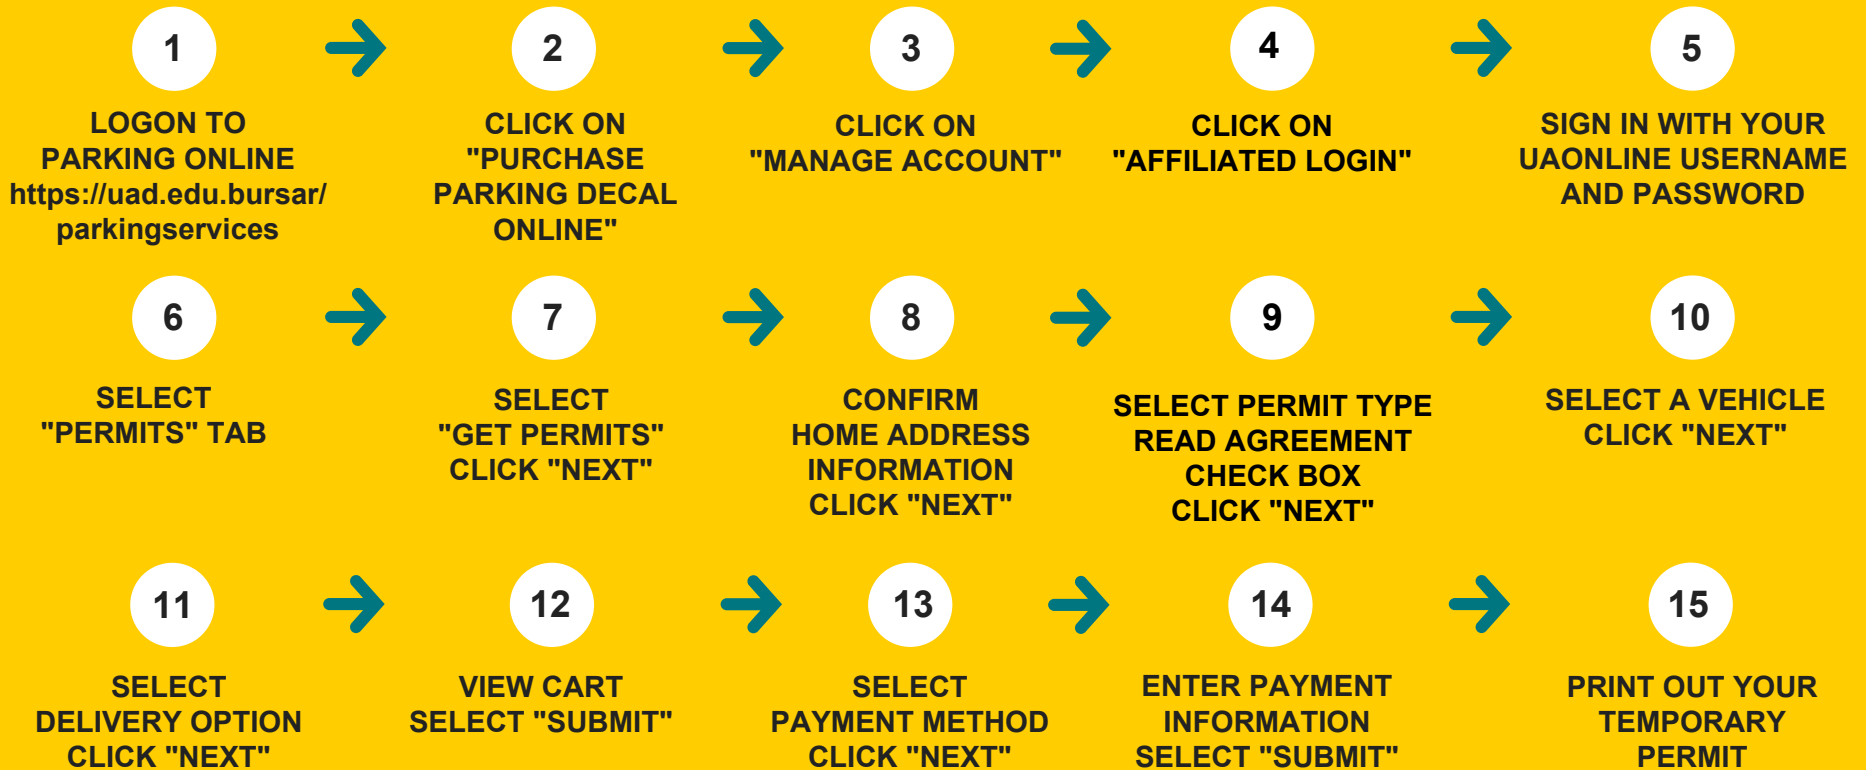 1
LOGON TO
PARKING ONLINE
https://uad.edu.bursar/
parkingservices
2
CLICK ON
"PURCHASE
PARKING DECAL
ONLINE"
3
CLICK ON
"MANAGE ACCOUNT"
4
CLICK ON
"AFFILIATED LOGIN"
5
SIGN IN WITH YOUR
UAONLINE USERNAME
AND PASSWORD
6
SELECT
"PERMITS" TAB
7
SELECT
"GET PERMITS"
CLICK "NEXT"
8
CONFIRM
HOME ADDRESS
INFORMATION
CLICK "NEXT"
9
SELECT PERMIT TYPE
READ AGREEMENT
CHECK BOX
CLICK "NEXT"
10
SELECT A VEHICLE
CLICK "NEXT"
11
SELECT
DELIVERY OPTION
CLICK "NEXT"
12
VIEW CART
SELECT "SUBMIT"
13
SELECT
PAYMENT METHOD
CLICK "NEXT"
14
ENTER PAYMENT
INFORMATION
SELECT "SUBMIT"
15
PRINT OUT YOUR
TEMPORARY
PERMIT